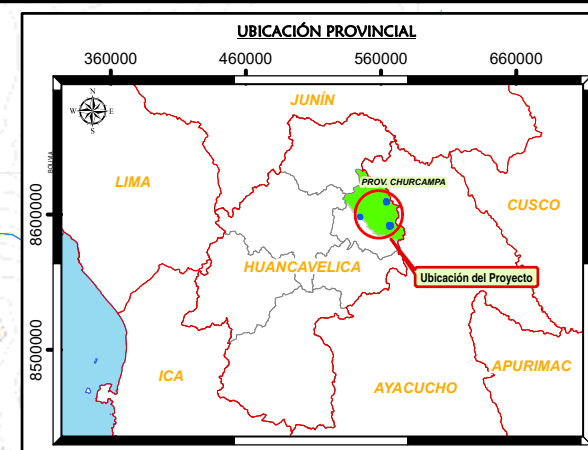 UBICACIÓN PROVINCIAL
360000
460000
560000
660000
N
W
E
S
JUNÍN
BOLIVIA
LIMA
PROV. CHURCAMPA
CUSCO
8600000
HUANCAVELICA
Ubicación del Proyecto
8500000
APURIMAC
ICA
AYACUCHO